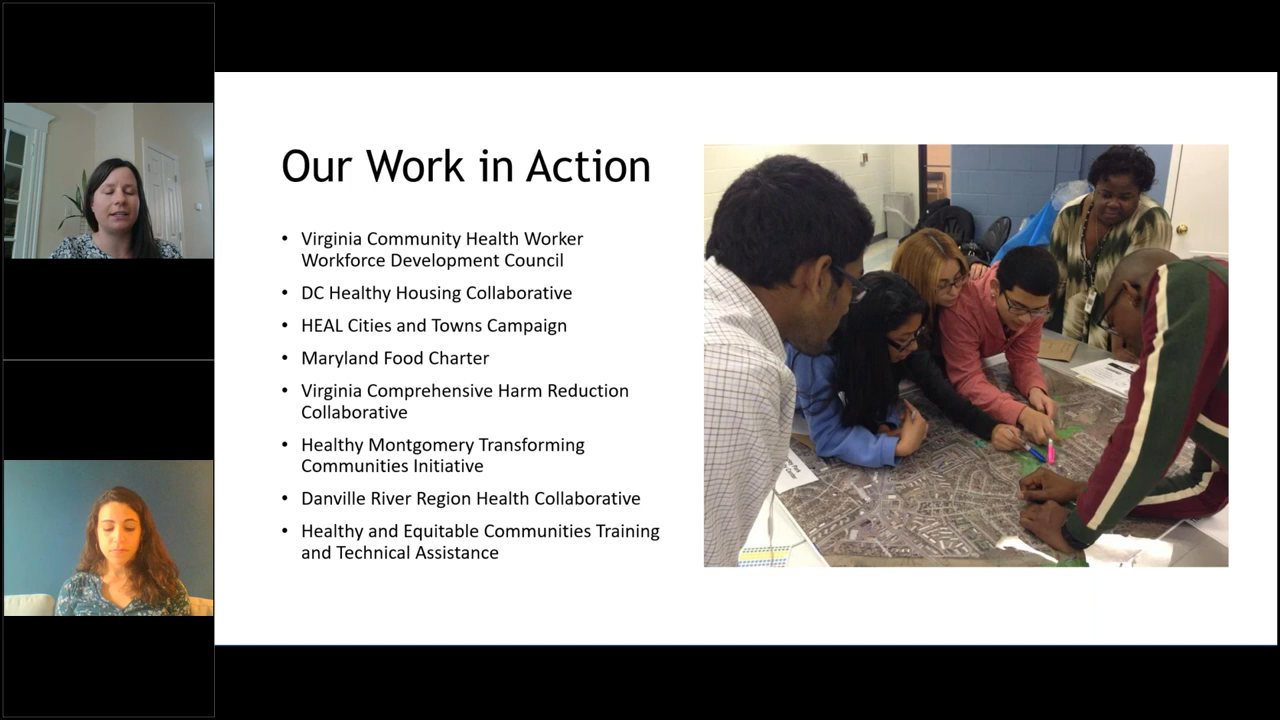 Our Work in Action
• Virginia Community Health Worker
Workforce Development Council
• DC Healthy Housing Collaborative
• HEAL Cities and Towns Campaign
• Maryland Food Charter
• Virginia Comprehensive Harm Reduction
Collaborative
• Healthy Montgomery Transforming
Communities Initiative
• Danville River Region Health Collaborative
• Healthy and Equitable Communities Training
and Technical Assistance